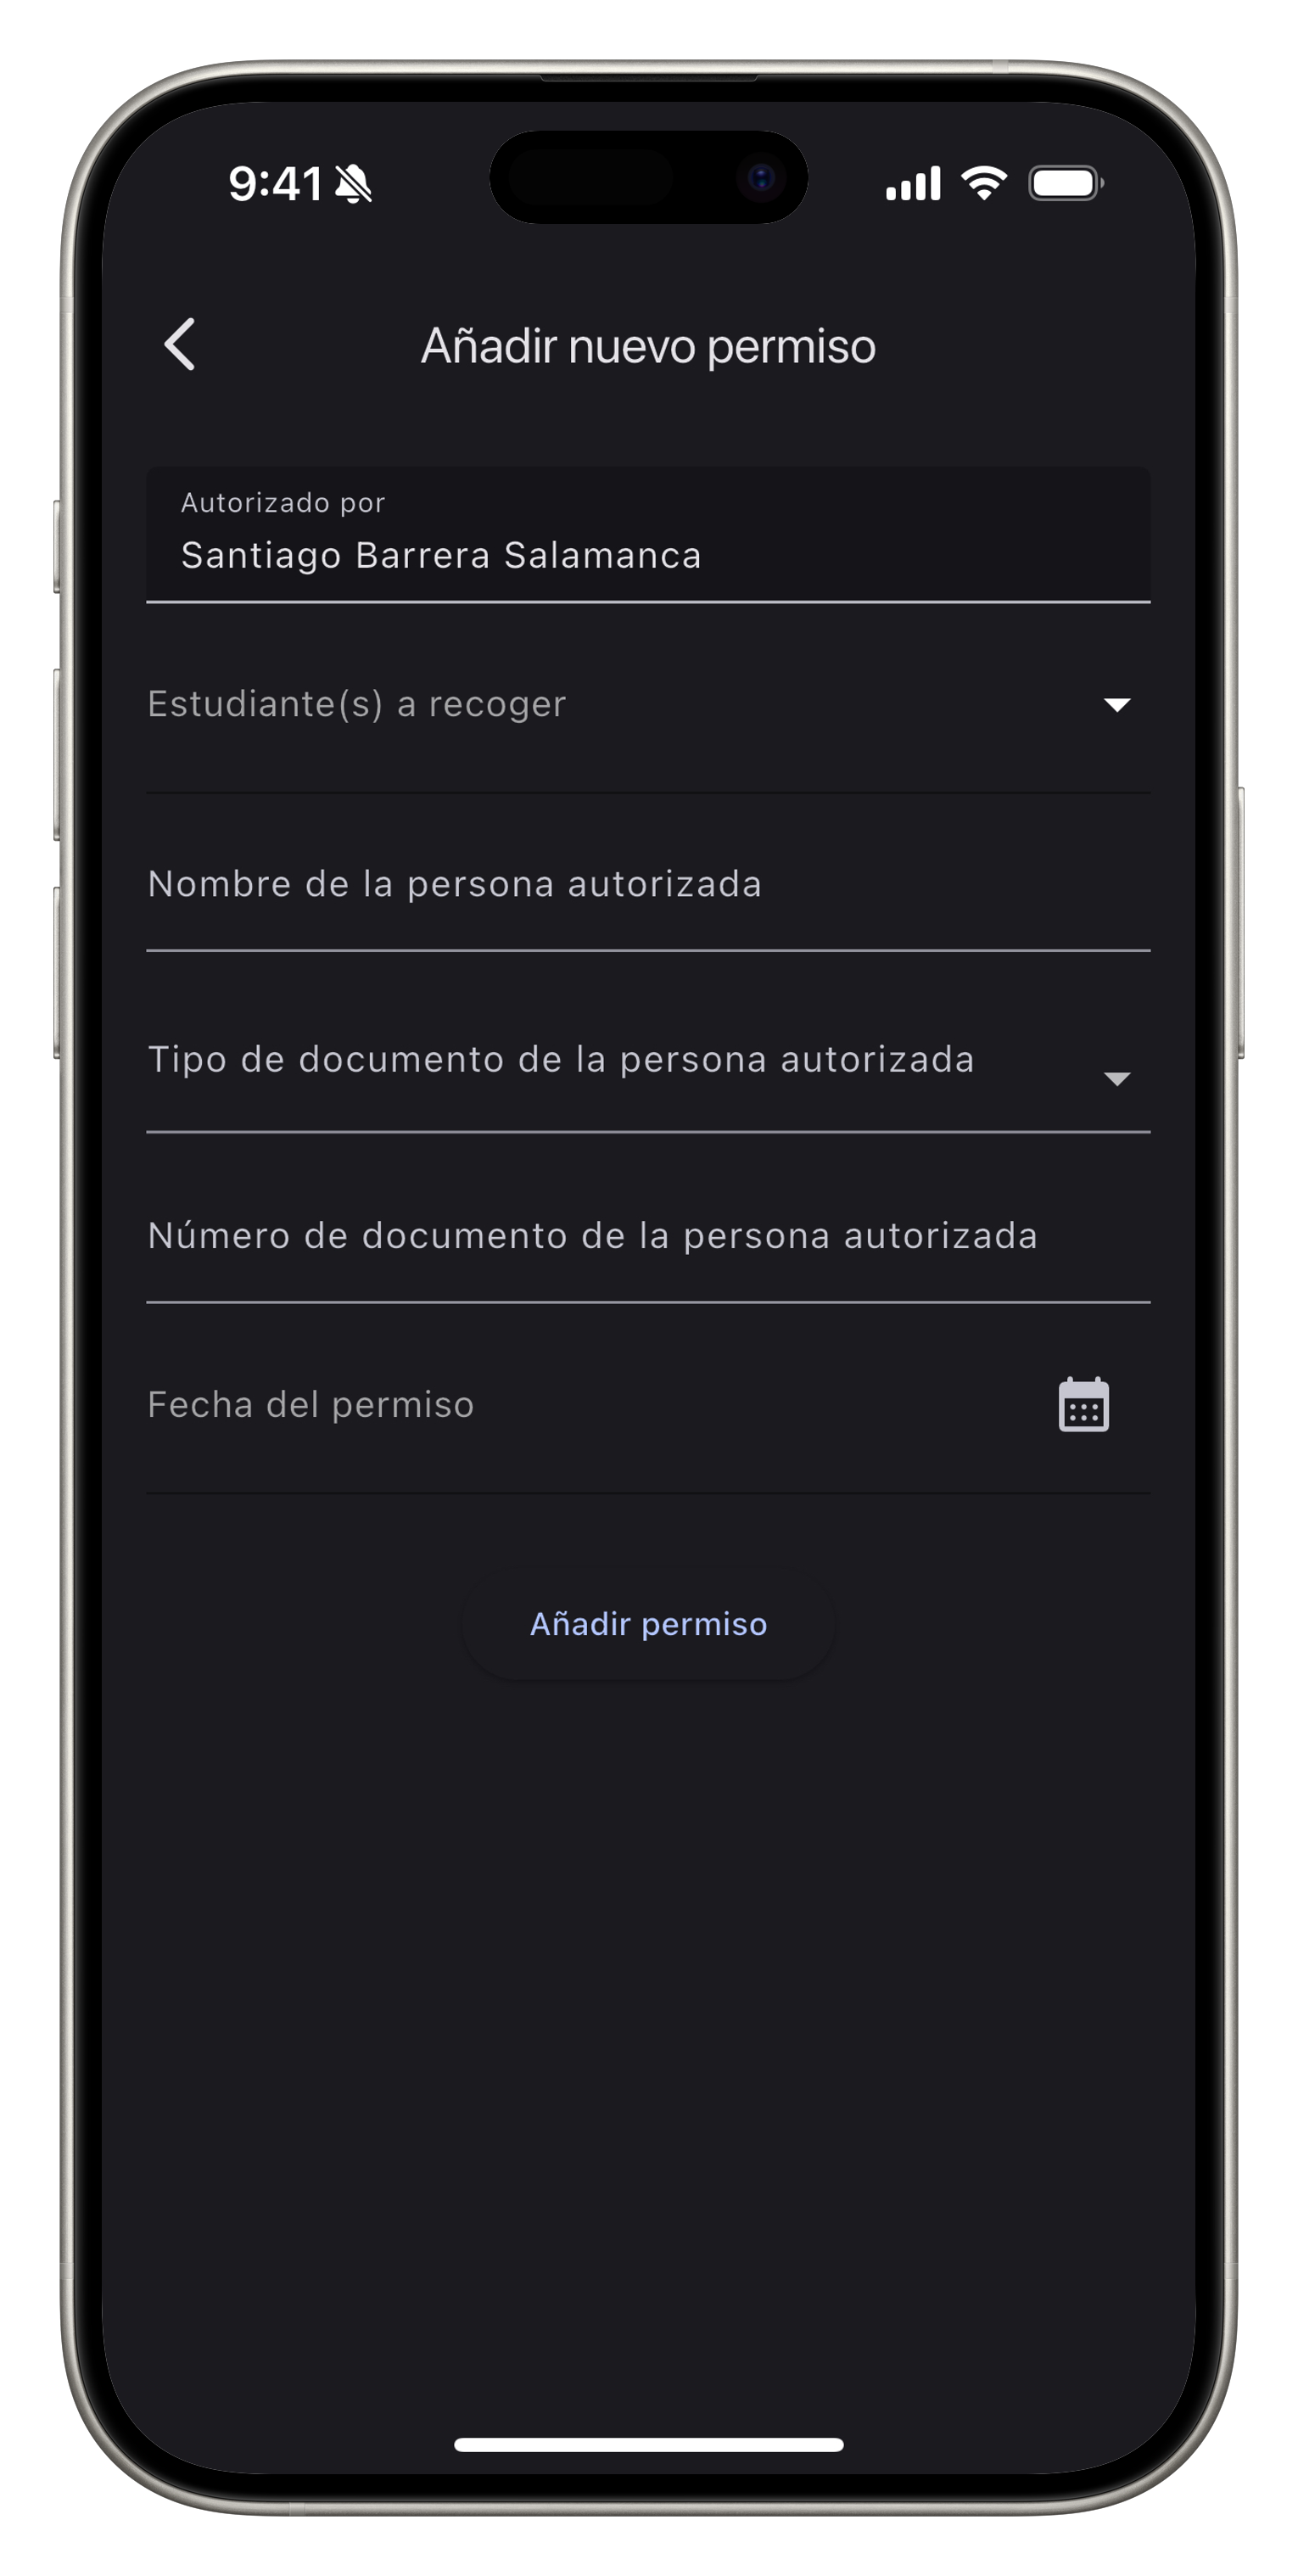 9:41
Añadir nuevo permiso
Autorizado por
Santiago Barrera Salamanca
Estudiante(s) a recoger
Nombre de la persona autorizada
Tipo de documento de la persona autorizada
Número de documento de la persona autorizada
Fecha del permiso
Añadir permiso